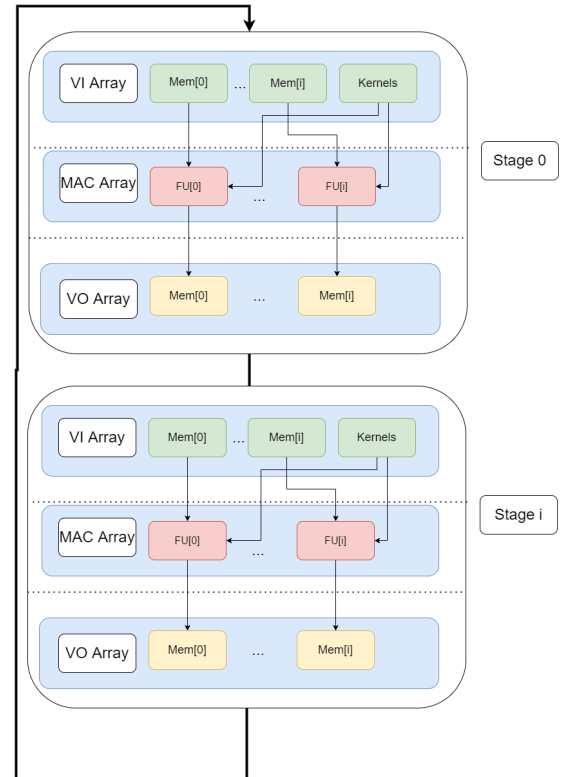 VI Array
Mem[0]
...
Mem[i]
Kernels
Stage 0
MAC Array
FU[0]
...
FU[i]
VO Array
Mem[0]
...
Mem[i]
VI Array
Mem[0]
...
Mem[i]
Kernels
Stage i
MAC Array
FU[0]
...
FU[i]
VO Array
Mem[0]
...
Mem[i]